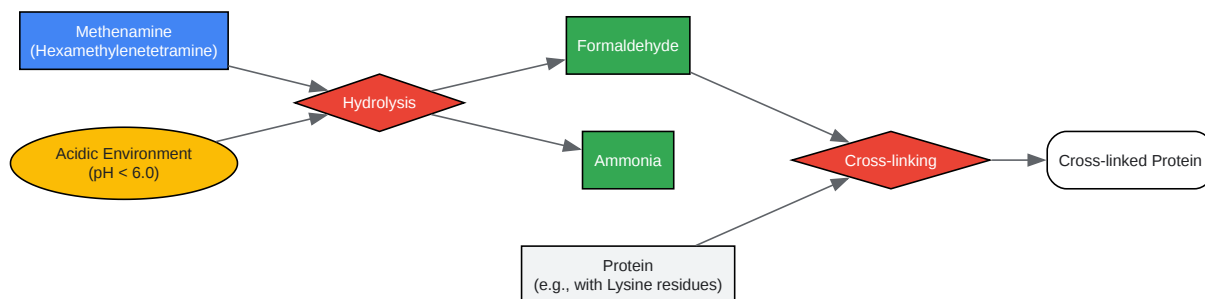 Methenamine
(Hexamethylenetetramine)
Formaldehyde
Hydrolysis
Acidic Environment
(pH < 6.0)
Ammonia
Cross-linking
Cross-linked Protein
Protein
(e.g., with Lysine residues)